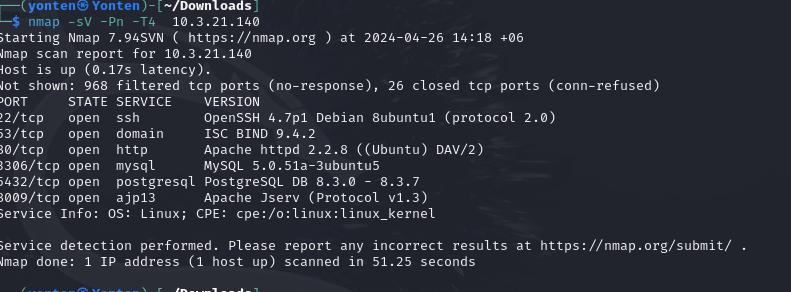 (yonten㉿Yonten)-[~/Downloads]
$ nmap -sV -Pn -T4 10.3.21.140
Starting Nmap 7.94SVN ( https://nmap.org ) at 2024-04-26 14:18 +06
Nmap scan report for 10.3.21.140
Host is up (0.17s latency).
Not shown: 968 filtered tcp ports (no-response), 26 closed tcp ports (conn-refused)
PORT     STATE SERVICE    VERSION
22/tcp   open  ssh        OpenSSH 4.7p1 Debian 8ubuntu1 (protocol 2.0)
53/tcp   open  domain     ISC BIND 9.4.2
80/tcp   open  http       Apache httpd 2.2.8 ((Ubuntu) DAV/2)
3306/tcp open  mysql      MySQL 5.0.51a-3ubuntu5
5432/tcp open  postgresql PostgreSQL DB 8.3.0 - 8.3.7
8009/tcp open  ajp13      Apache Jserv (Protocol v1.3)
Service Info: OS: Linux; CPE: cpe:/o:linux:linux_kernel
Service detection performed. Please report any incorrect results at https://nmap.org/submit/ .
Nmap done: 1 IP address (1 host up) scanned in 51.25 seconds
(yonten㉿Yonten)-[~/Downloads]